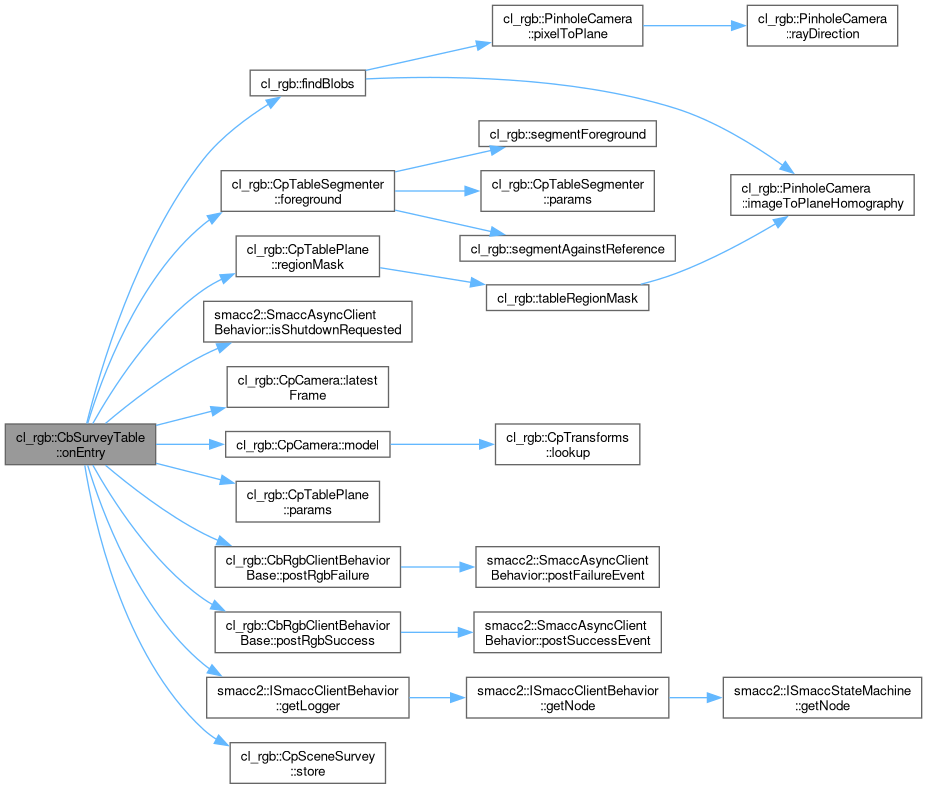 cl_rgb::PinholeCamera
::pixelToPlane
cl_rgb::PinholeCamera
::rayDirection
cl_rgb::findBlobs
cl_rgb::segmentForeground
cl_rgb::CpTableSegmenter
::foreground
cl_rgb::CpTableSegmenter
::params
cl_rgb::PinholeCamera
::imageToPlaneHomography
cl_rgb::segmentAgainstReference
cl_rgb::CpTablePlane
::regionMask
cl_rgb::tableRegionMask
smacc2::SmaccAsyncClient
Behavior::isShutdownRequested
cl_rgb::CpCamera::latest
Frame
cl_rgb::CbSurveyTable
::onEntry
cl_rgb::CpCamera::model
cl_rgb::CpTransforms
::lookup
cl_rgb::CpTablePlane
::params
cl_rgb::CbRgbClientBehavior
Base::postRgbFailure
smacc2::SmaccAsyncClient
Behavior::postFailureEvent
cl_rgb::CbRgbClientBehavior
Base::postRgbSuccess
smacc2::SmaccAsyncClient
Behavior::postSuccessEvent
smacc2::ISmaccClientBehavior
::getLogger
smacc2::ISmaccClientBehavior
::getNode
smacc2::ISmaccStateMachine
::getNode
cl_rgb::CpSceneSurvey
::store